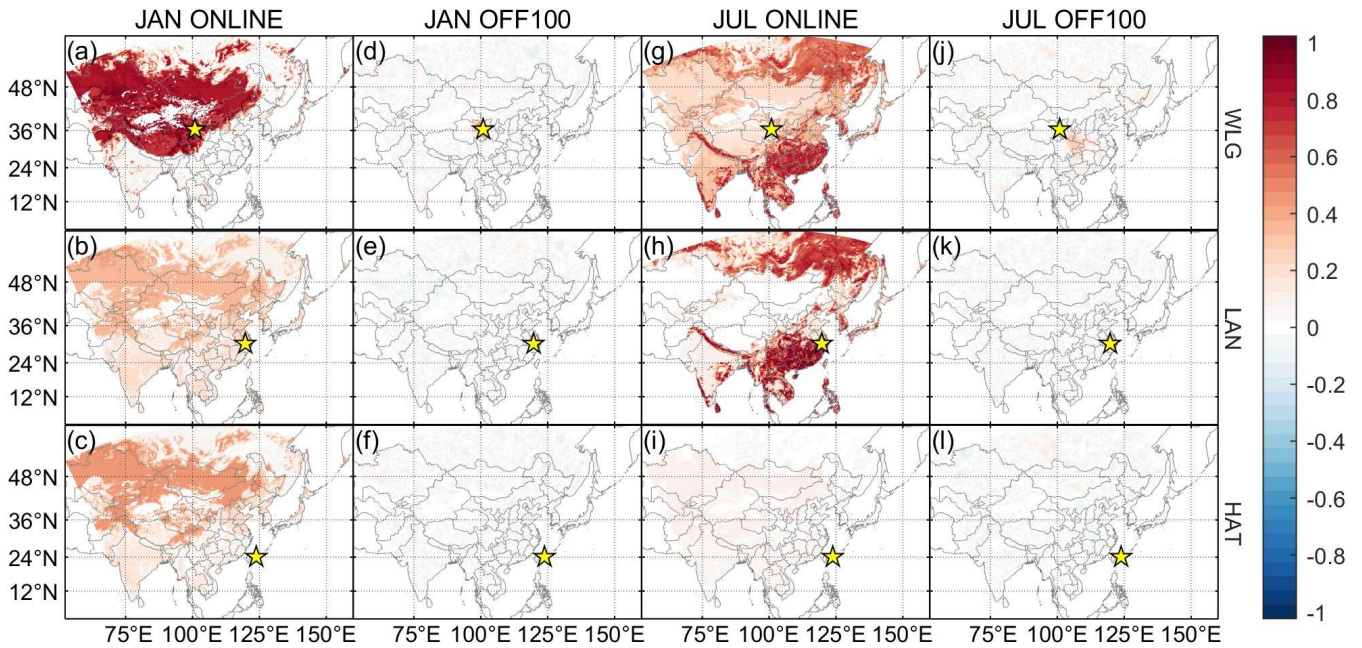 JAN ONLINE JAN OFF100 JUL ONLINE JUL OFF100
(a) (d) (g) (j)
48°N
36°N
24°N
12°N
WLG
(b) (e) (h) (k)
48°N
36°N
24°N
12°N
LAN
(c) (f) (i) (l)
48°N
36°N
24°N
12°N
HAT
75°E 100°E 125°E 150°E 75°E 100°E 125°E 150°E 75°E 100°E 125°E 150°E 75°E 100°E 125°E 150°E
1
0.8
0.6
0.4
0.2
0
-0.2
-0.4
-0.6
-0.8
-1